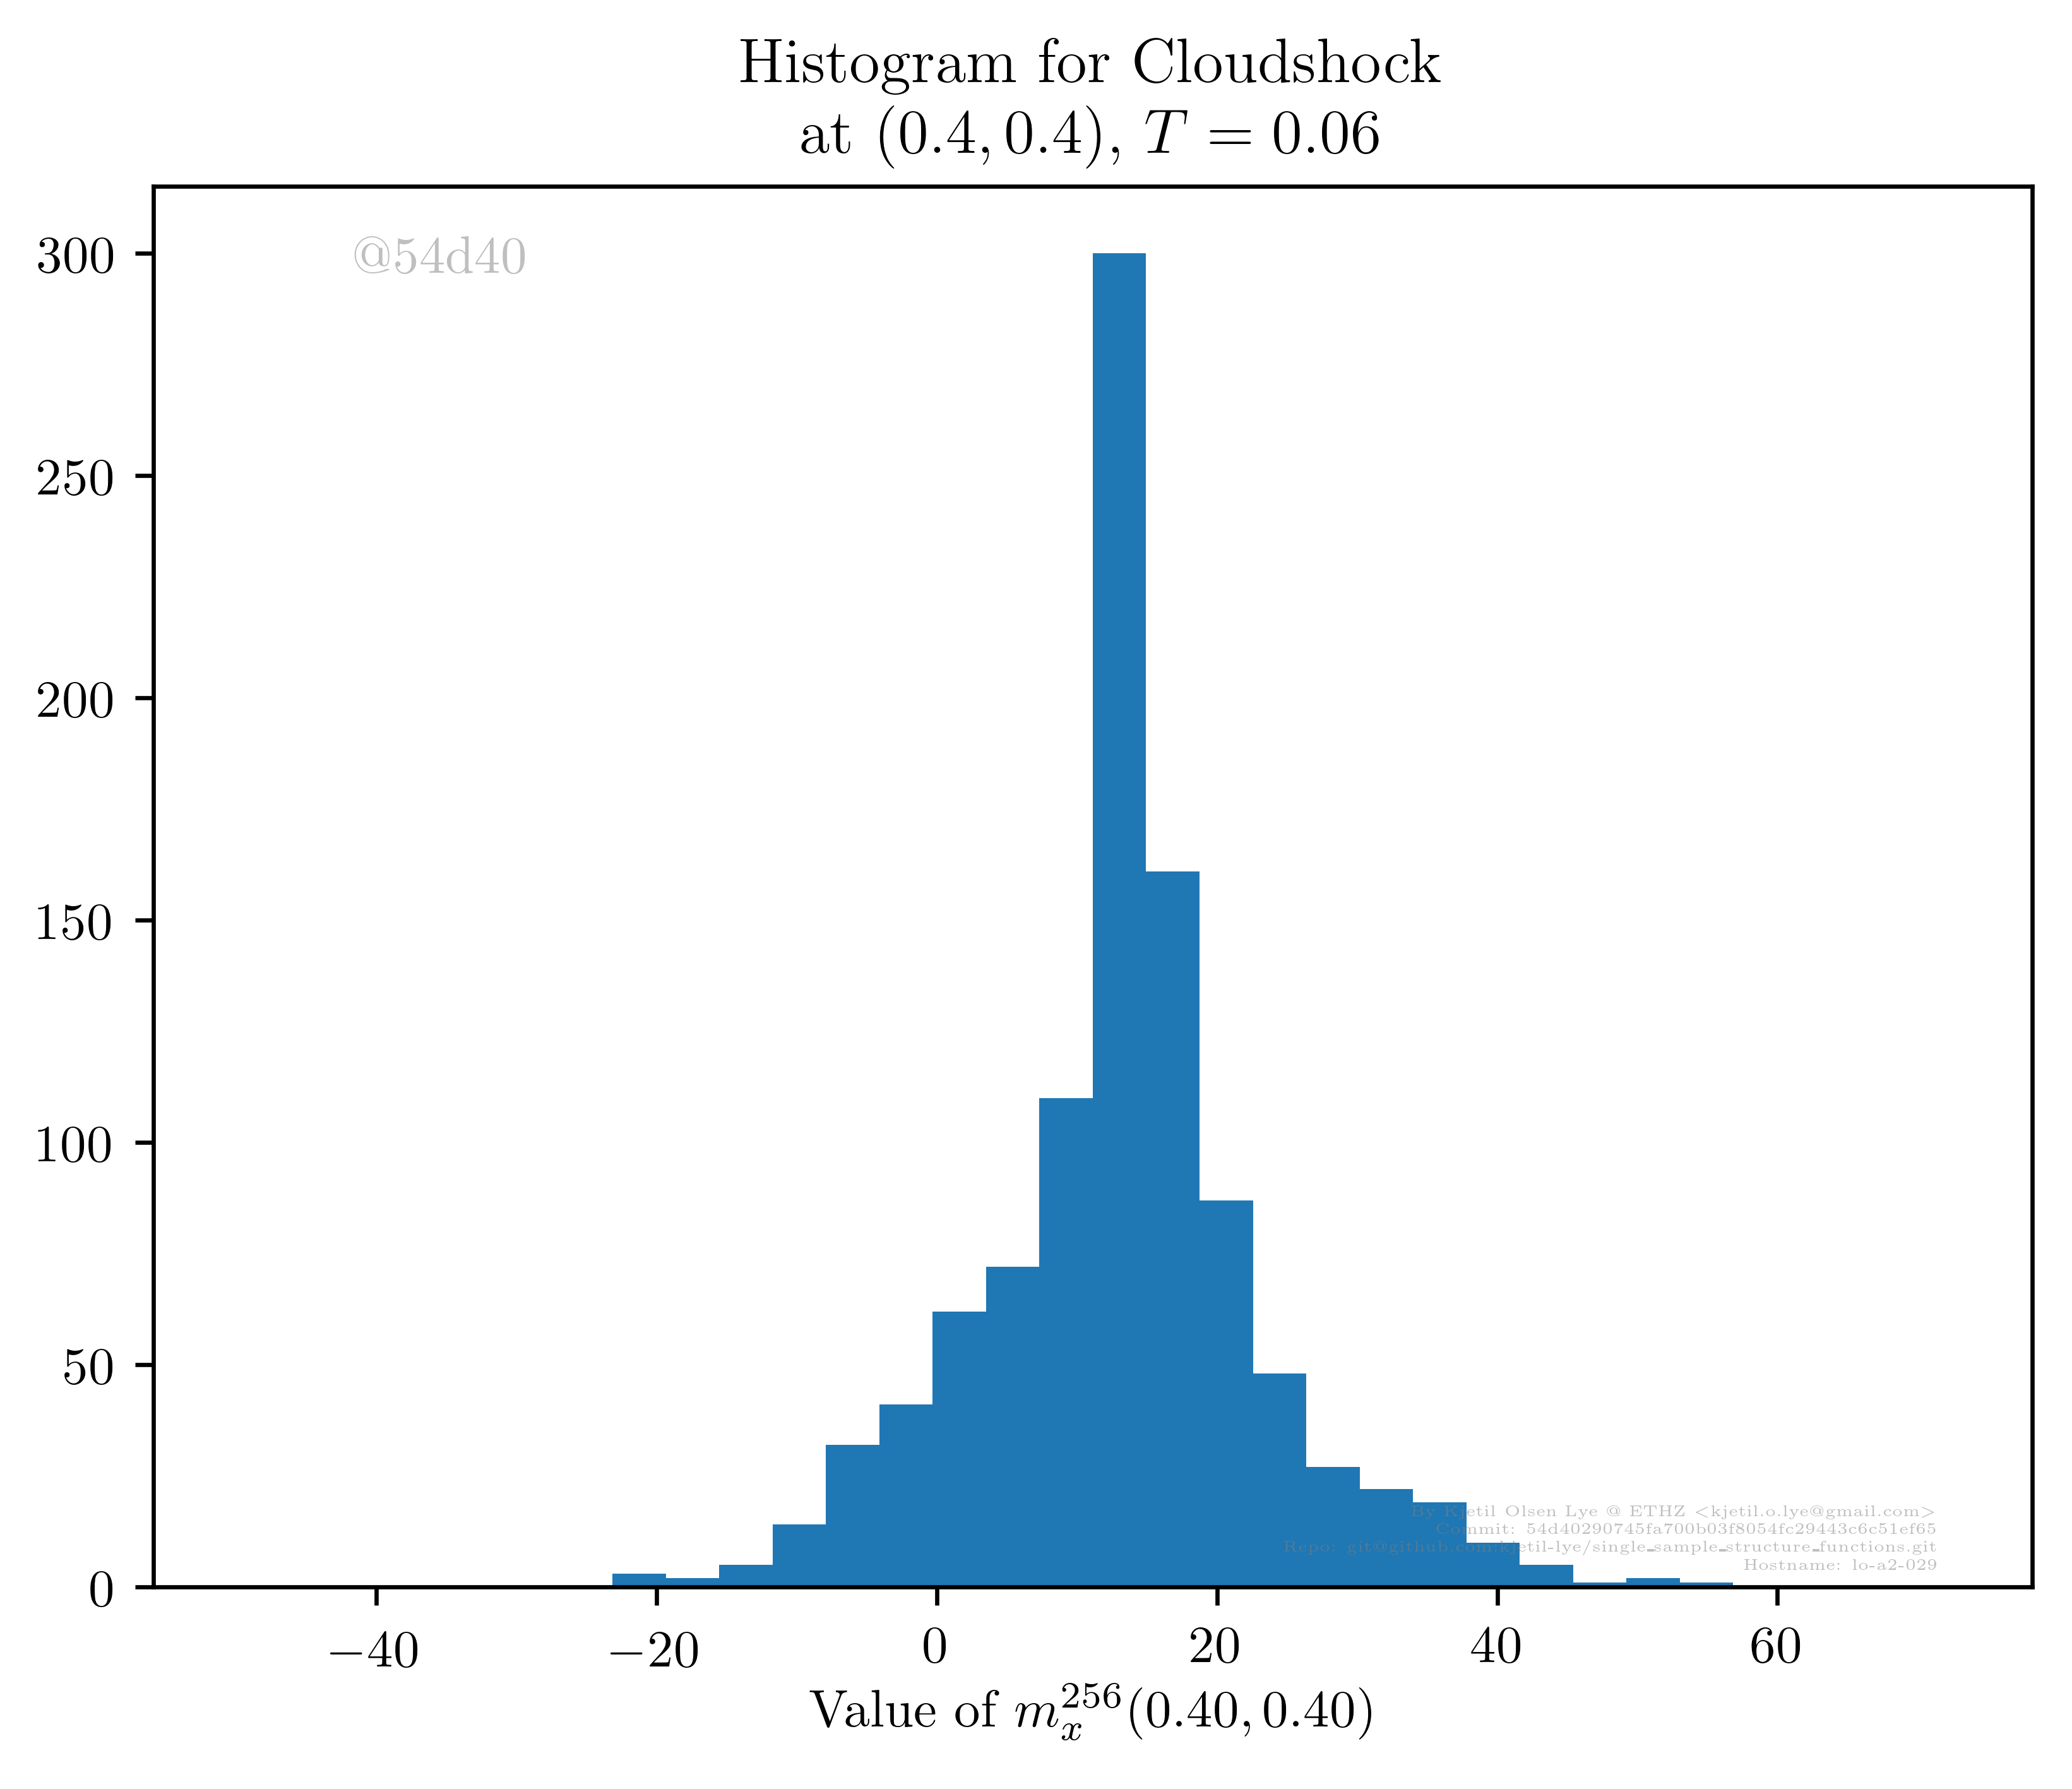 Histogram for Cloudshock
at (0.4, 0.4), T = 0.06
@54d40
300
250
200
150
100
50
0
−40 −20 0 20 40 60
Value of m_x^{256}(0.40, 0.40)
By Kjetil Olsen Lye @ ETHZ <kjetil.o.lye@gmail.com>
Commit: 54d40290745fa700b03f8054fc29443c6c51ef65
Repo: git@github.com:kjetil-lye/single_sample_structure_functions.git
Hostname: lo-a2-029